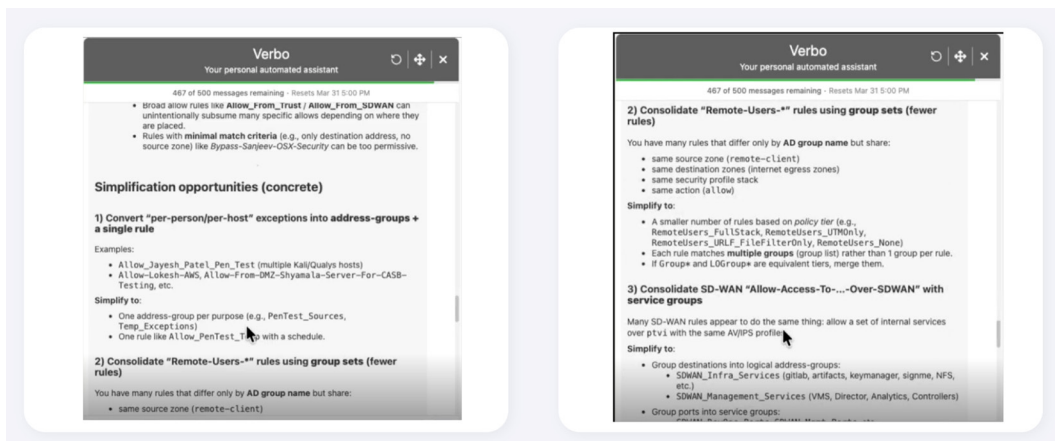 Verbo
Your personal automated assistant
467 of 500 messages remaining - Resets Mar 31 5:00 PM
• Broad allow rules like Allow_From_Trust / Allow_From_SDWAN can
unintentionally subsume many specific allows depending on where they
are placed.
• Rules with minimal match criteria (e.g., only destination address, no
source zone) like Bypass-Sanjeev-OSX-Security can be too permissive.
Simplification opportunities (concrete)
1) Convert “per-person/per-host” exceptions into address-groups +
a single rule
Examples:
• Allow_Jayesh_Patel_Pen_Test (multiple Kali/Qualys hosts)
• Allow-Lokesh-AWS, Allow-From-DMZ-Shyamala-Server-For-CASB-
Testing, etc.
Simplify to:
• One address-group per purpose (e.g., PenTest_Sources,
Temp_Exceptions)
• One rule like with a schedule.
2) Consolidate “Remote-Users-*” rules using group sets (fewer
rules)
You have many rules that differ only by AD group name but share:
• same source zone (remote-client)
Verbo
Your personal automated assistant
467 of 500 messages remaining - Resets Mar 31 5:00 PM
2) Consolidate “Remote-Users-*” rules using group sets (fewer
rules)
You have many rules that differ only by AD group name but share:
• same source zone (remote-client)
• same destination zones (internet egress zones)
• same security profile stack
• same action (allow)
Simplify to:
• A smaller number of rules based on policy tier (e.g.,
RemoteUsers_FullStack, RemoteUsers_UTMOnly,
RemoteUsers_URLF_FileFilterOnly, RemoteUsers_None)
• Each rule matches multiple groups (group list) rather than 1 group per rule.
• If Group* and LOGroup* are equivalent tiers, merge them.
3) Consolidate SD-WAN “Allow-Access-To-...-Over-SDWAN” with
service groups
Many SD-WAN rules appear to do the same thing: allow a set of internal services
over ptvi with the same AV/IPS
Simplify to:
• Group destinations into logical address-groups:
• SDWAN_Infra_Services (gitlab, artifacts, keymanager, signme, NFS,
etc.)
• SDWAN_Management_Services (VMS, Director, Analytics, Controllers)
• Group ports into service groups: